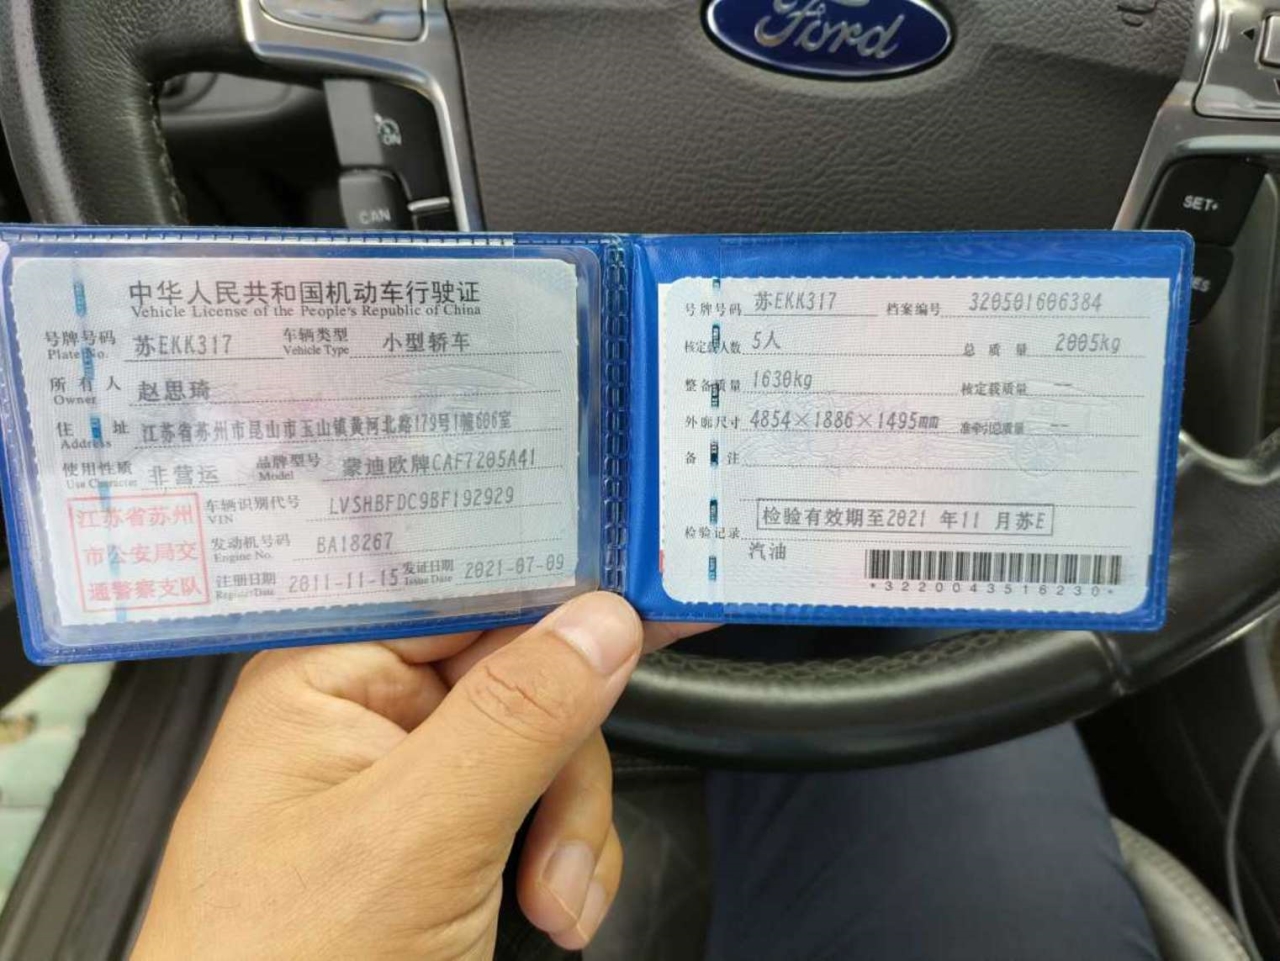 Ford
ON
CAN
SET+
中华人民共和国机动车行驶证
Vehicle License of the People's Republic of China
号牌号码 苏EKK317 车辆类型 小型轿车
Plate No. Vehicle Type
所有人 赵思琦
Owner
住址 江苏省苏州市昆山市玉山镇黄河北路179号1幢606室
Address
使用性质 非营运 品牌型号 蒙迪欧牌CAF7205A41
Use Character Model
江苏省苏州
市公安局交
通警察支队
车辆识别代号 LVSHBFDC9BF192929
VIN
发动机号码 BA18267
Engine No.
注册日期 2011-11-15 发证日期 2021-07-09
Register Date Issue Date
号牌号码 苏EKK317 档案编号 320501606384
核定载人数 5人 总质量 2005kg
整备质量 1630kg 核定载质量 --
外廓尺寸 4854×1886×1495mm 准牵引总质量 --
备注
检验有效期至2021 年11 月苏E
检验记录
汽油
*3220043516230*